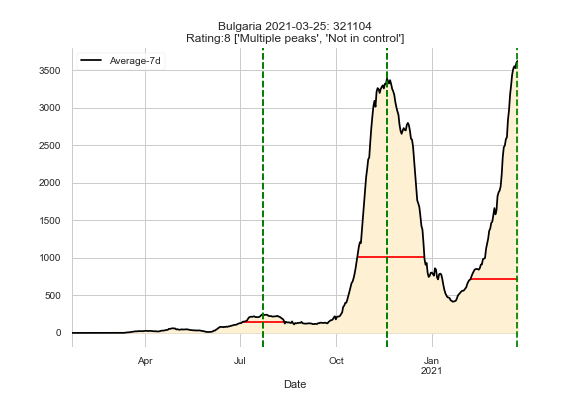 Bulgaria 2021-03-25: 321104
Rating:8 ['Multiple peaks', 'Not in control']
Average-7d
3500
3000
2500
2000
1500
1000
500
0
Apr
Jul
Oct
Jan
2021
Date